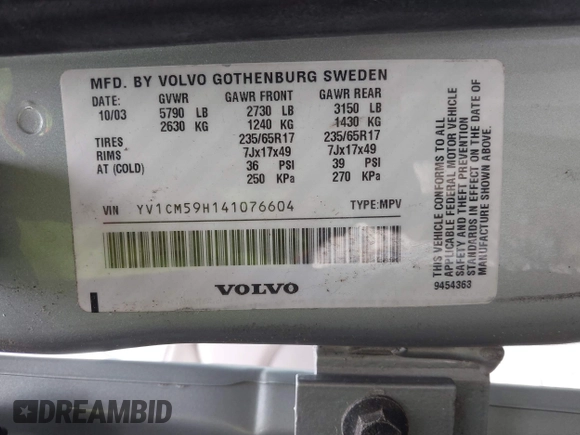 MFD. BY VOLVO GOTHENBURG SWEDEN
DATE: GVWR GAWR FRONT GAWR REAR
10/03 5790 LB 2730 LB 3150 LB
2630 KG 1240 KG 1430 KG
TIRES 235/65R17 235/65R17
RIMS 7Jx17x49 7Jx17x49
AT (COLD) 36 PSI 39 PSI
250 KPa 270 KPa
VIN YV1CM59H141076604 TYPE:MPV
VOLVO
THIS VEHICLE CONFORMS TO ALL
APPLICABLE FEDERAL MOTOR VEHICLE
SAFETY AND THEFT PREVENTION
STANDARDS IN EFFECT ON THE DATE OF
MANUFACTURE SHOWN ABOVE.
9454363
DREAMBID